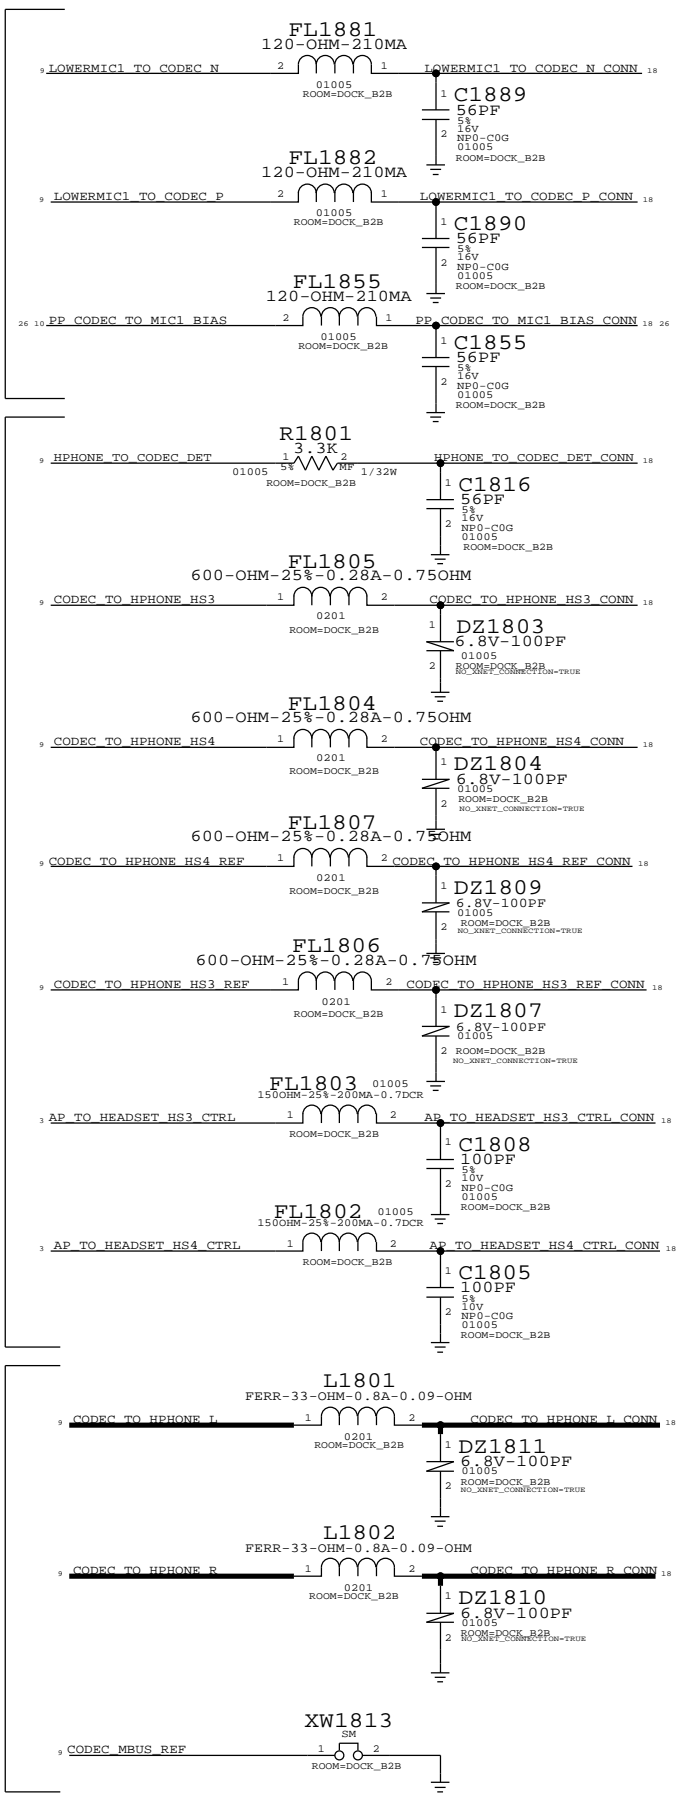 FL1881
120-OHM-210MA
9 LOWERMIC1_TO_CODEC_N 2 1 LOWERMIC1_TO_CODEC_N_CONN 18
01005
ROOM=DOCK_B2B
1 C1889
56PF
5%
16V
2 NP0-C0G
01005
ROOM=DOCK_B2B
FL1882
120-OHM-210MA
9 LOWERMIC1_TO_CODEC_P 2 1 LOWERMIC1_TO_CODEC_P_CONN 18
01005
ROOM=DOCK_B2B
1 C1890
56PF
5%
16V
2 NP0-C0G
01005
ROOM=DOCK_B2B
FL1855
120-OHM-210MA
26 10 PP_CODEC_TO_MIC1_BIAS 2 1 PP_CODEC_TO_MIC1_BIAS_CONN 18 26
01005
ROOM=DOCK_B2B
1 C1855
56PF
5%
16V
2 NP0-C0G
01005
ROOM=DOCK_B2B
R1801
3.3K
9 HPHONE_TO_CODEC_DET 1 2 HPHONE_TO_CODEC_DET_CONN 18
01005 5% MF 1/32W
ROOM=DOCK_B2B
1 C1816
56PF
5%
16V
2 NP0-C0G
01005
ROOM=DOCK_B2B
FL1805
600-OHM-25%-0.28A-0.75OHM
9 CODEC_TO_HPHONE_HS3 1 2 CODEC_TO_HPHONE_HS3_CONN 18
0201
ROOM=DOCK_B2B
1 DZ1803
6.8V-100PF
01005
2 ROOM=DOCK_B2B
NO_XNET_CONNECTION=TRUE
FL1804
600-OHM-25%-0.28A-0.75OHM
9 CODEC_TO_HPHONE_HS4 1 2 CODEC_TO_HPHONE_HS4_CONN 18
0201
ROOM=DOCK_B2B
1 DZ1804
6.8V-100PF
01005
2 ROOM=DOCK_B2B
NO_XNET_CONNECTION=TRUE
FL1807
600-OHM-25%-0.28A-0.75OHM
9 CODEC_TO_HPHONE_HS4_REF 1 2 CODEC_TO_HPHONE_HS4_REF_CONN 18
0201
ROOM=DOCK_B2B
1 DZ1809
6.8V-100PF
01005
2 ROOM=DOCK_B2B
NO_XNET_CONNECTION=TRUE
FL1806
600-OHM-25%-0.28A-0.75OHM
9 CODEC_TO_HPHONE_HS3_REF 1 2 CODEC_TO_HPHONE_HS3_REF_CONN 18
0201
ROOM=DOCK_B2B
1 DZ1807
6.8V-100PF
01005
2 ROOM=DOCK_B2B
NO_XNET_CONNECTION=TRUE
FL1803 01005
150OHM-25%-200MA-0.7DCR
3 AP_TO_HEADSET_HS3_CTRL 1 2 AP_TO_HEADSET_HS3_CTRL_CONN 18
ROOM=DOCK_B2B
1 C1808
100PF
5%
10V
2 NP0-C0G
01005
ROOM=DOCK_B2B
FL1802 01005
150OHM-25%-200MA-0.7DCR
3 AP_TO_HEADSET_HS4_CTRL 1 2 AP_TO_HEADSET_HS4_CTRL_CONN 18
ROOM=DOCK_B2B
1 C1805
100PF
5%
10V
2 NP0-C0G
01005
ROOM=DOCK_B2B
L1801
FERR-33-OHM-0.8A-0.09-OHM
9 CODEC_TO_HPHONE_L 1 2 CODEC_TO_HPHONE_L_CONN 18
0201
ROOM=DOCK_B2B
1 DZ1811
6.8V-100PF
01005
2 ROOM=DOCK_B2B
NO_XNET_CONNECTION=TRUE
L1802
FERR-33-OHM-0.8A-0.09-OHM
9 CODEC_TO_HPHONE_R 1 2 CODEC_TO_HPHONE_R_CONN 18
0201
ROOM=DOCK_B2B
1 DZ1810
6.8V-100PF
01005
2 ROOM=DOCK_B2B
NO_XNET_CONNECTION=TRUE
XW1813
SM
9 CODEC_MBUS_REF 1 2
ROOM=DOCK_B2B